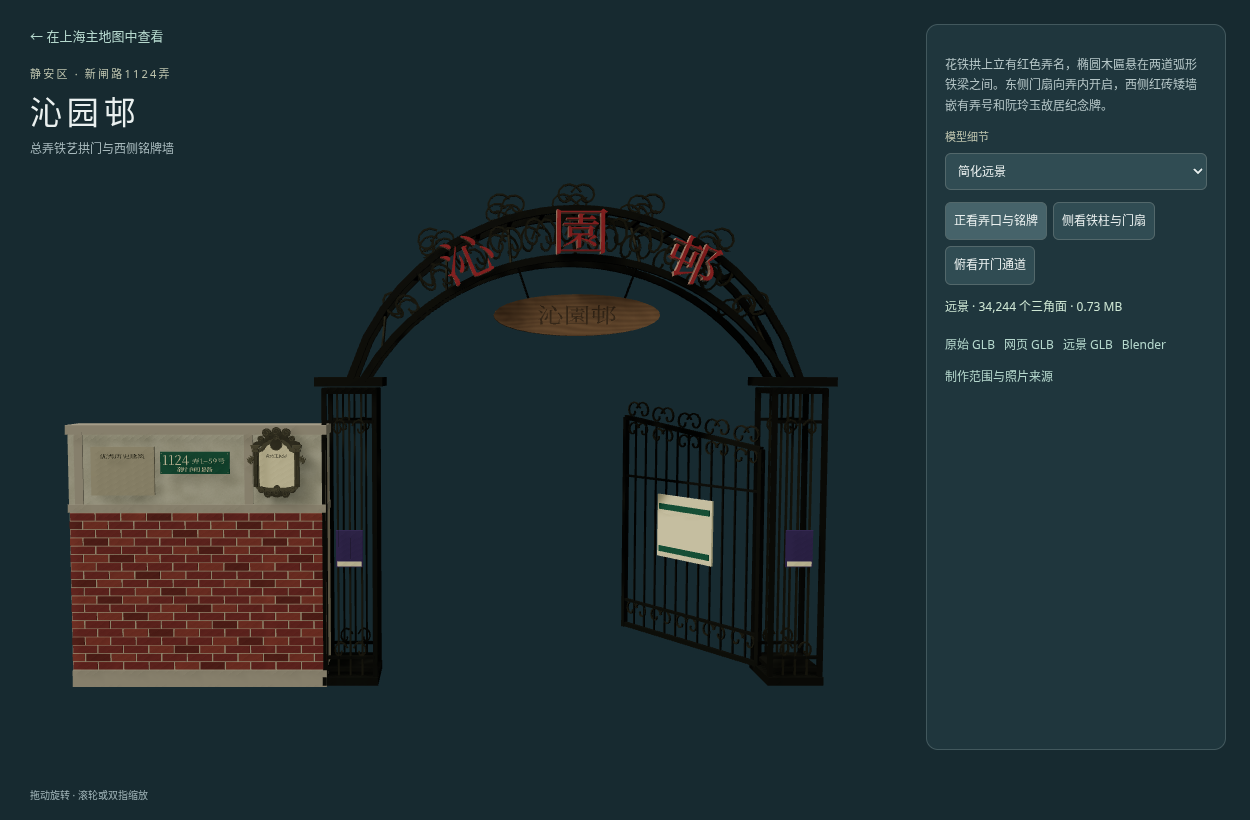 ← 在上海主地图中查看
静安区 · 新闸路1124弄
沁园邨
总弄铁艺拱门与西侧铭牌墙
沁園邨
沁園邨
1124 弄1-59号
花铁拱上立有红色弄名，椭圆木匾悬在两道弧形
铁梁之间。东侧门扇向弄内开启，西侧红砖矮墙
嵌有弄号和阮玲玉故居纪念牌。
模型细节
简化远景
正看弄口与铭牌
侧看铁柱与门扇
俯看开门通道
远景 · 34,244 个三角面 · 0.73 MB
原始 GLB 网页 GLB 远景 GLB Blender
制作范围与照片来源
拖动旋转 · 滚轮或双指缩放